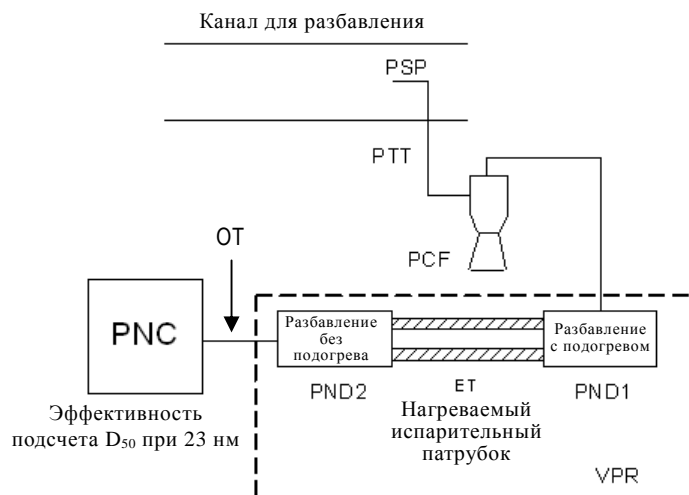 Канал для разбавления
PSP
PTT
PCF
OT
PNC
Разбавление
без
подогрева
Разбавление
с подогревом
PND2
ET
PND1
Эффективность
подсчета D₅₀ при 23 нм
Нагреваемый
испарительный
патрубок
VPR